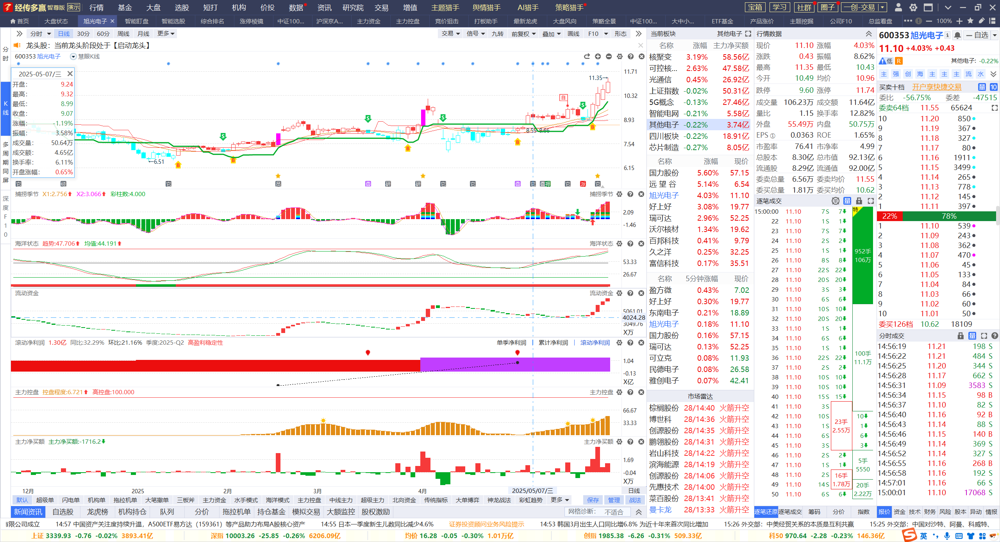 经传多赢 智尊版 演示 行情 基金 大盘 选股 短打 机构 价投 数据 资讯 研究院 交易 增值 主题猎手 舆情猎手 AI猎手 策略猎手 宝箱 学习 社群 圈子 一创-交易
首页 大盘状态 旭光电子 智能盯盘 智能选股 综合排名 涨停棱镜 中证100... 沪深京A... 主力资金 主力控盘 竞价狙击 打板助手 最新龙虎 大盘风向 策略全景 中证100... 大中小... ETF基金 产品涨价 主题挖掘 公司F10 总监看盘 100%
分时 日线 30分 60分 周线 月线 更多 交易 信号 九转 前复权 叠加 画线 F10 形态
龙头股：当前龙头阶段处于【启动龙头】
600353 旭光电子 慧眼K线
分时
K线
多周期同屏
深度F10
2025-05-07/三
开盘: 9.24
最高: 9.32
最低: 8.99
收盘: 9.07
涨幅: -1.19%
振幅: 3.58%
成交量: 50.64万
成交额: 4.65亿
换手率: 6.11%
开盘涨幅: 0.65%
11.71
10.32
8.93
7.54
6.15
11.35→
←6.51
8.55-8.66
捕捞季节 X1:2.756 X2:3.066 彩柱数:4.000 捕捞季节
2.09
-1.46
海洋状态 趋势:47.706 均值:44.191 海洋状态
53.33
26.67
流动资金 流动资金
5061.01
4024.28
3049.76
X万
滚动净利润 1.30亿 同比:32.29% 环比:21.16% 季度:2025-Q2 高盈利稳定性 单季净利润 累计净利润 滚动净利润
1.04
-0.13
X亿
主力控盘 控盘程度:6.721 高控盘:100.000 主力控盘
66.67
33.33
主力净买额 主力净买额:-1716.2 主力净买额
1.69
-0.04
X万
12月 2025 2月 3月 4月 2025/05/07/三 日线
默认 超级单 闪电单 机构单 拖拉机单 大笔撤单 三板斧 主力资金 水手模式 海洋模式 主力控盘 中线主力 超级主力 北向资金 传统指标 大单博弈 神龙战法 彩虹趋势 更多 保存 管理 战法
新闻资讯 自选股 龙虎榜 机构持仓 队列 分价 拖拉机单 持仓基金 模拟交易 大额监控 股权激励 网格诊断: 不适合
当前板块 其他电子
名称 涨幅 主力净买额
核聚变 3.19% 58.56亿
可控核... 2.63% 47.58亿
光通信 0.45% 26.92亿
上证指数 -0.02% 50.31亿
5G概念 -0.13% 27.46亿
智能电网 -0.21% 5.58亿
其他电子 -0.22% 3.74亿
四川板块 -0.22% 18.91亿
芯片制造 -0.27% 8.05亿
名称 涨幅 现价
国力股份 5.60% 57.15
远 望 谷 5.14% 6.54
旭光电子 4.03% 11.10
好上好 3.08% 19.77
瑞可达 2.96% 52.25
沃尔核材 1.34% 19.62
百邦科技 0.41% 9.79
久之洋 0.25% 32.25
富信科技 0.17% 35.51
名称 5分钟涨幅 现价
盈方微 0.43% 7.02
好上好 0.30% 19.77
东南电子 0.21% 18.89
旭光电子 0.18% 11.10
国力股份 0.16% 57.15
瑞可达 0.13% 52.25
可立克 0.08% 11.93
民德电子 0.08% 26.58
雅创电子 0.07% 42.41
市场雷达
棕榈股份 28/14:40 火箭升空
博世科 28/14:36 火箭升空
创源股份 28/14:35 火箭升空
鹏翎股份 28/14:31 火箭升空
岩山科技 28/14:22 火箭升空
滨海能源 28/14:19 火箭升空
创源股份 28/14:06 火箭升空
先惠技术 28/14:00 火箭升空
菜百股份 28/13:41 火箭升空
曼卡龙 28/13:33 火箭升空
行情数据
现价 11.10 涨幅 4.03%
涨跌 0.43 振幅 8.62%
最高 11.35 最低 10.43
今开 10.49 均价 10.96
跌停 9.60 涨停 11.74
成交量 106.23万 成交额 11.64亿
量比 1.15 换手率 12.82%
外盘 55.49万 内盘 50.75万
EPS ① 0.0363 ROE 1.65%
市盈率 76.41 市净率 4.99
总股本 8.30亿 总市值 92.13亿
流通股 8.29亿 流通值 92.00亿
委卖总量 6.56万 委卖均价 11.55
委买总量 1.81万 委买均价 10.62
逐笔成交 单 量
15:00:00 11.10 7 S 7
22 11.10 1 S 1
23 11.10 7 S 7
24 11.10 2 S 2
25 11.10 1 S 1
26 11.10 8 S 8
27 11.10 22 S 22
28 11.10 20 S 20
29 11.10 3 S 3
30 11.10 6 S 6
31 11.10 10 S 10
32 11.10 20 S 20
33 11.10 1 S 1
34 11.10 6 S 6
35 11.10 1 S 1
36 11.10 22 S 22
37 11.10 2 S 2
38 11.10 10 S 10
39 11.10 10 S 10
40 11.10 15 S 15
41 11.10 3 S
42 11.10 10 S 10
43 11.10 1 S 1
44 11.10 6 S 6
45 11.10 3 S 3
46 11.10 2 S 2
47 11.10 1 S 1
48 11.10 2 S
49 11.10 14 S
50 11.10 6 S 6
特
952手
106万
100手
11.1万
23手
2.55万
5手
5550
16手
1.78万
20手
2.22万
逐笔还原 逐笔成交 筹码 分价 指数
600353 旭光电子 自选
11.10 +4.03% +0.43
低 R 其他电子: -0.22%
主 强 创 海 主 主 主 流 水
买卖十档 开户享快捷交易 量 10
委比 -56.75% 委差 -47515
委卖64档 11.55 65624
10 11.20 850
9 11.19 367
8 11.18 327
7 11.17 80
6 11.16 1911
5 11.15 3499
4 11.14 265
3 11.13 778
2 11.12 145
1 11.11 397
22% 78%
1 11.10 539
2 11.09 243
3 11.08 362
4 11.07 470
5 11.06 45
6 11.05 133
7 11.04 84
8 11.03 66
9 11.02 60
10 11.01 50
委买126档 10.62 18109
分时成交 量
14:56:19 11.21 198 S
14:56:22 11.21 484 S
14:56:25 11.20 344 S
14:56:28 11.17 662 S
14:56:31 11.09 3583 S
14:56:34 11.15 98 B
14:56:37 11.10 82 S
14:56:40 11.16 92 B
14:56:43 11.14 88 S
14:56:46 11.15 140 B
14:56:49 11.14 369 S
14:56:52 11.14 327 S
14:56:55 11.16 268 B
14:56:58 11.16 192 S
14:57:01 11.16 66 S
15:00:01 11.10 17068 S
报价 资金 技术 财务 风险 股本 异动 情报
有限公司成立 14:57 中国资产关注度持续升温，A500ETF易方达（159361）等产品助力布局A股核心资产 14:55 日本一季度新生儿数同比减少4.6% 证券投资顾问业务风险提示 14:53 韩国3月出生人口同比增6.8% 为近十年来首次同比增加 15:26 外交部：中美经贸关系的本质是互利共赢 15:25 外交部：中国对沙特、阿曼、科威特、
上证 3339.93 -0.76 -0.02% 3893.41亿 深指 10003.26 -25.85 -0.26% 6206.09亿 均价 16.28 -0.05 -0.30% 1.01万亿 创指 1985.38 -6.26 -0.31% 509.33亿 科50 970.64 -2.28 -0.23% 146.36亿 英